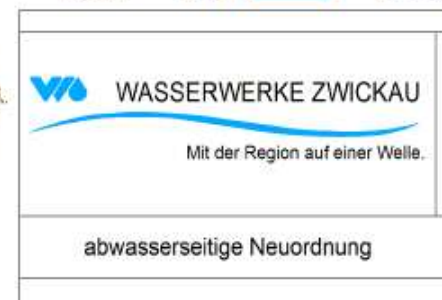 WASSERWERKE ZWICKAU
Mit der Region auf einer Welle.
abwasserseitige Neuordnung